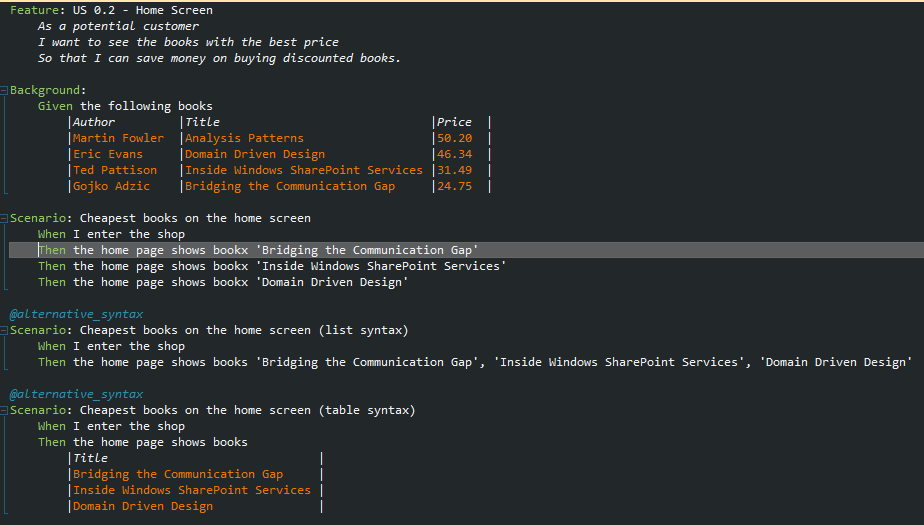 Feature: US 0.2 - Home Screen
As a potential customer
I want to see the books with the best price
So that I can save money on buying discounted books.
Background:
Given the following books
|Author |Title |Price |
|Martin Fowler |Analysis Patterns |50.20 |
|Eric Evans |Domain Driven Design |46.34 |
|Ted Pattison |Inside Windows SharePoint Services |31.49 |
|Gojko Adzic |Bridging the Communication Gap |24.75 |
Scenario: Cheapest books on the home screen
When I enter the shop
Then the home page shows bookx 'Bridging the Communication Gap'
Then the home page shows bookx 'Inside Windows SharePoint Services'
Then the home page shows bookx 'Domain Driven Design'
@alternative_syntax
Scenario: Cheapest books on the home screen (list syntax)
When I enter the shop
Then the home page shows books 'Bridging the Communication Gap', 'Inside Windows SharePoint Services', 'Domain Driven Design'
@alternative_syntax
Scenario: Cheapest books on the home screen (table syntax)
When I enter the shop
Then the home page shows books
|Title |
|Bridging the Communication Gap |
|Inside Windows SharePoint Services |
|Domain Driven Design |